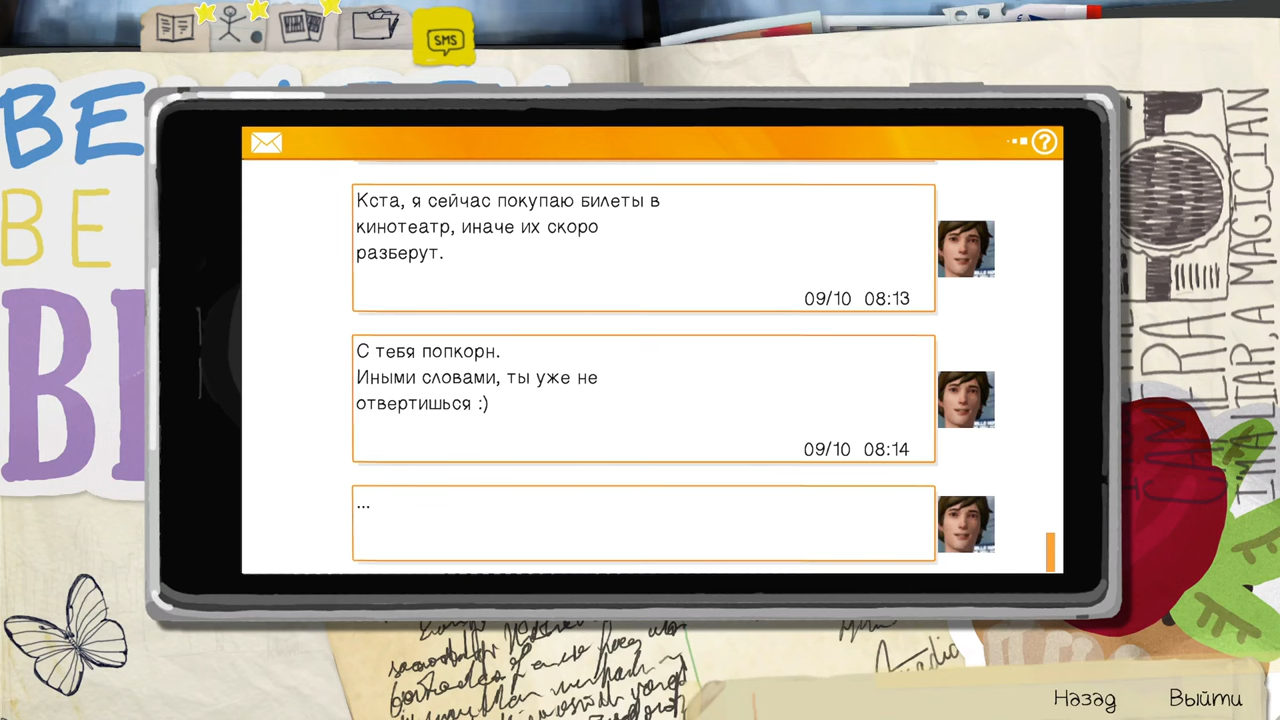 SMS
BE
BE
?
Кста, я сейчас покупаю билеты в
кинотеатр, иначе их скоро
разберут.
09/10 08:13
С тебя попкорн.
Иными словами, ты уже не
отвертишься :)
09/10 08:14
...
CAMERA
MAGICIAN
Назад
Выйти